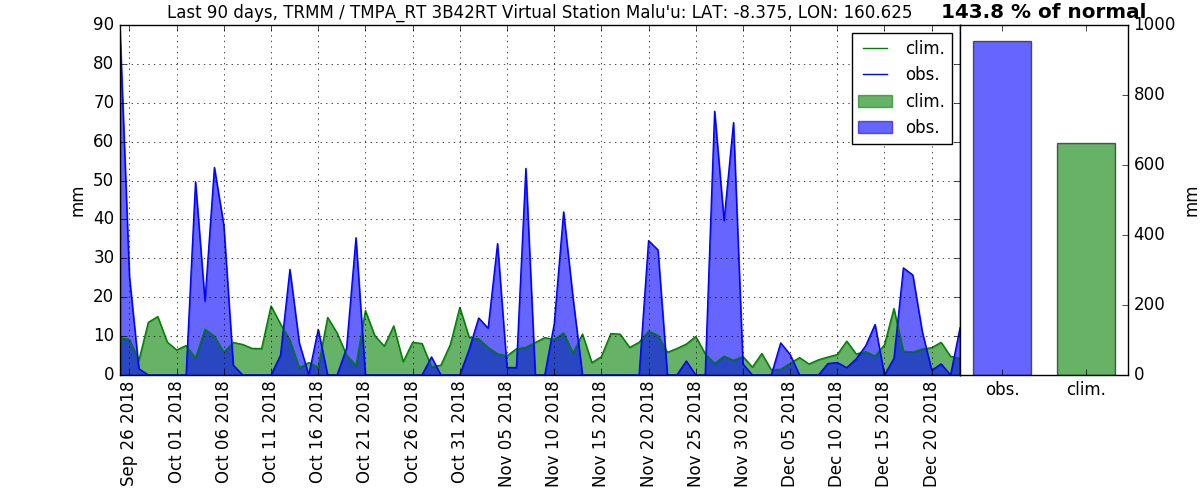 Last 90 days, TRMM / TMPA_RT 3B42RT Virtual Station Malu'u: LAT: -8.375, LON: 160.625
143.8 % of normal
90
80
70
60
50
40
30
20
10
0
mm
clim.
obs.
clim.
obs.
Sep 26 2018
Oct 01 2018
Oct 06 2018
Oct 11 2018
Oct 16 2018
Oct 21 2018
Oct 26 2018
Oct 31 2018
Nov 05 2018
Nov 10 2018
Nov 15 2018
Nov 20 2018
Nov 25 2018
Nov 30 2018
Dec 05 2018
Dec 10 2018
Dec 15 2018
Dec 20 2018
1000
800
600
400
200
0
mm
obs.
clim.